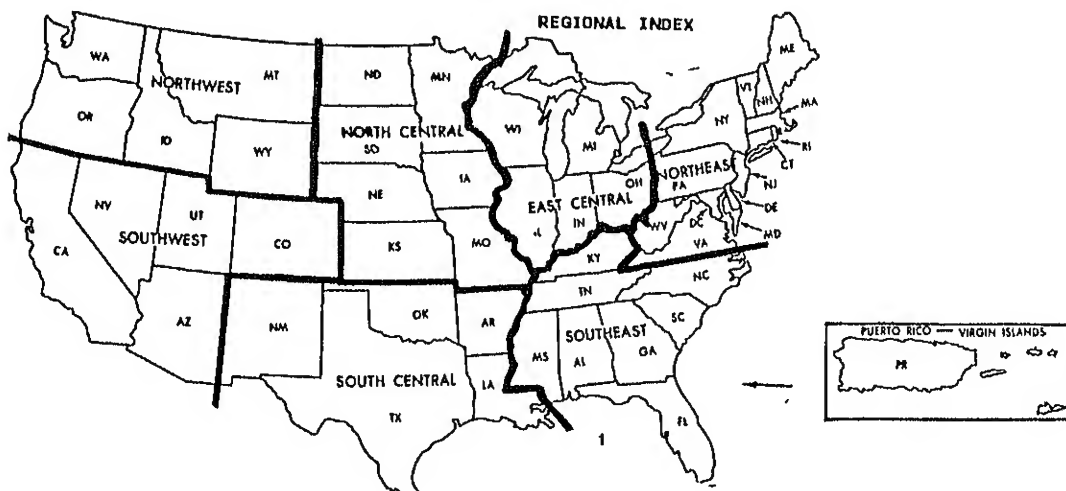 REGIONAL INDEX
WA
MT
ND
MN
ME
NORTHWEST
VT
NH
MA
OR
ID
WY
NORTH CENTRAL
SD
WI
MI
NY
RI
CT
NORTHEAST
PA
NJ
NE
IA
OH
DE
EAST CENTRAL
IN
WV
DC
MD
NV
UT
SOUTHWEST
CO
KS
MO
KY
VA
CA
NC
TN
AZ
NM
OK
AR
SOUTHEAST
SC
MS
AL
GA
SOUTH CENTRAL
LA
TX
FL
1
PUERTO RICO — VIRGIN ISLANDS
PR